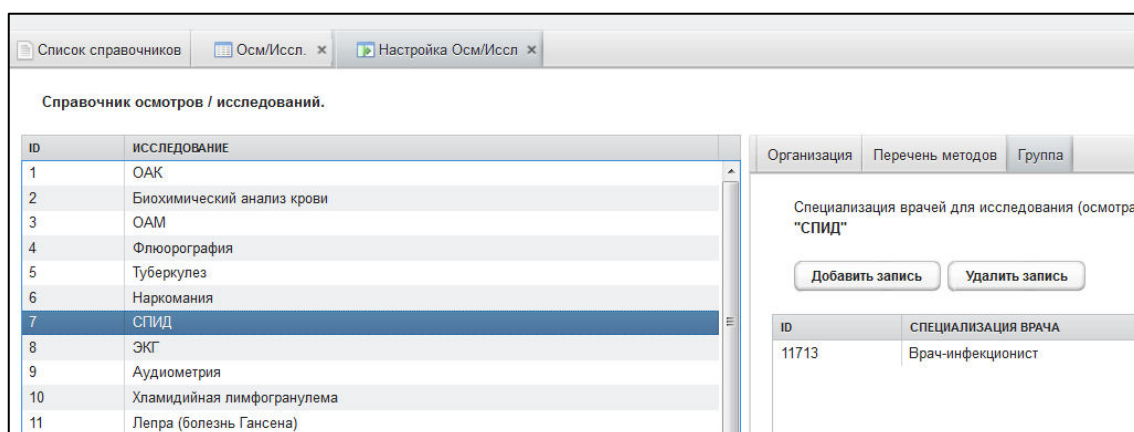 Список справочников
Осм/Иссл.
Настройка Осм/Иссл
Справочник осмотров / исследований.
ID ИССЛЕДОВАНИЕ
1 ОАК
2 Биохимический анализ крови
3 ОАМ
4 Флюорография
5 Туберкулез
6 Наркомания
7 СПИД
8 ЭКГ
9 Аудиометрия
10 Хламидийная лимфогранулема
11 Лепра (болезнь Гансена)
Организация Перечень методов Группа
Специализация врачей для исследования (осмотра
"СПИД"
Добавить запись Удалить запись
ID СПЕЦИАЛИЗАЦИЯ ВРАЧА
11713 Врач-инфекционист